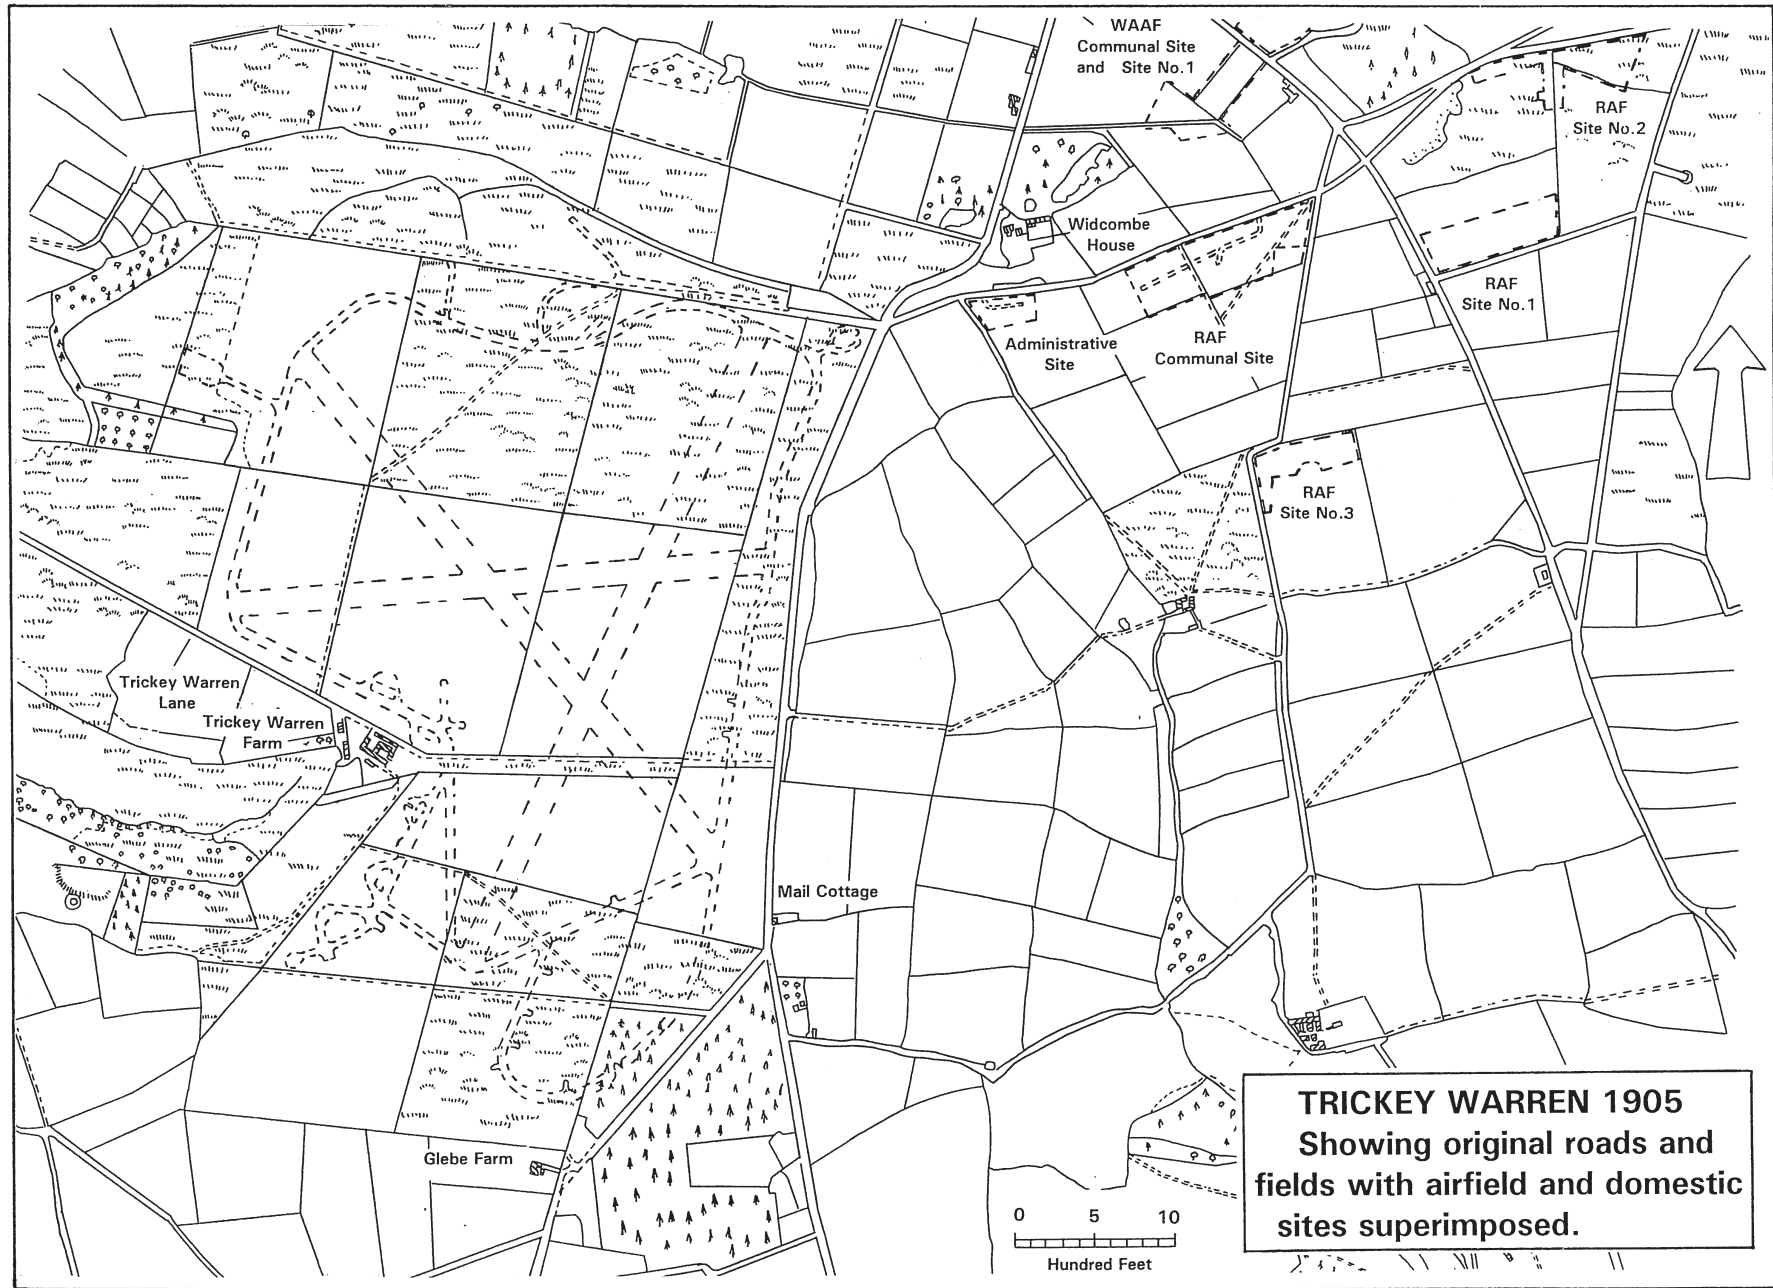 WAAF
Communal Site
and Site No.1
RAF
Site No.2
Widcombe
House
RAF
Site No.1
Administrative
Site
RAF
Communal Site
RAF
Site No.3
Trickey Warren
Lane
Trickey Warren
Farm
Mail Cottage
Glebe Farm
0 5 10
Hundred Feet
TRICKEY WARREN 1905
Showing original roads and
fields with airfield and domestic
sites superimposed.